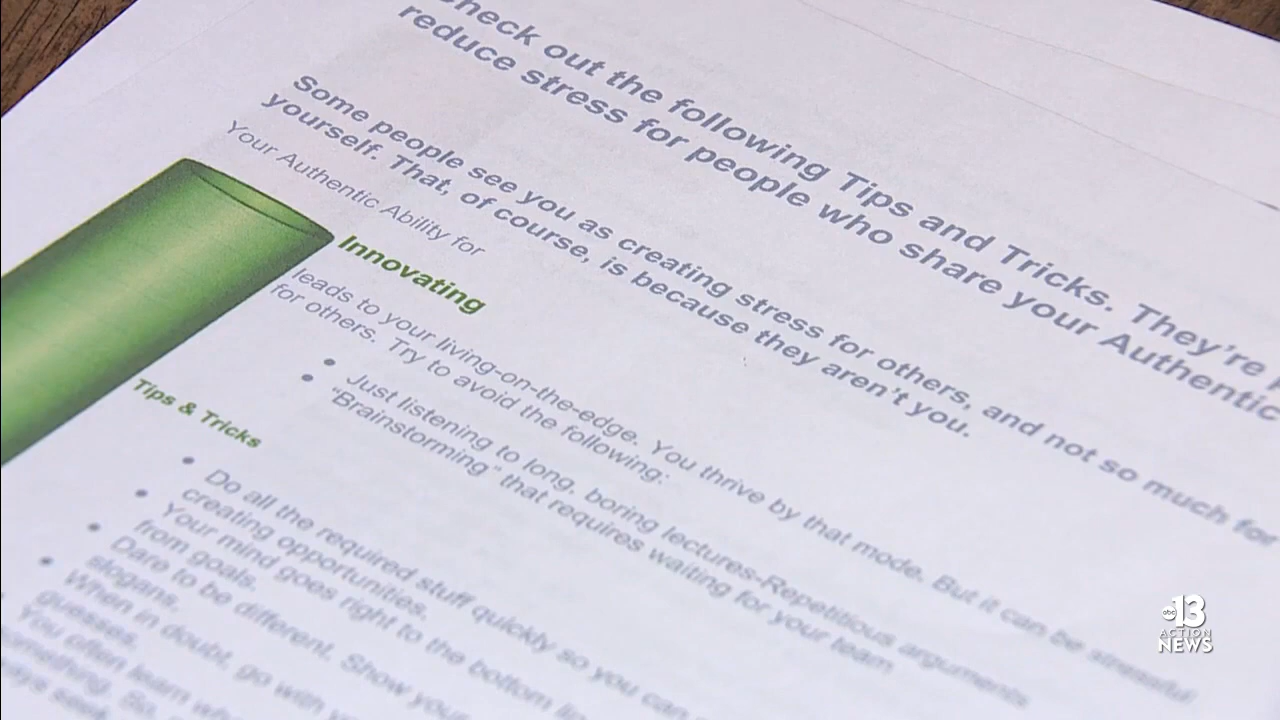 Check out the following Tips and Tricks. They're
reduce stress for people who share your Authentic
Some people see you as creating stress for others, and not so much for
yourself. That, of course, is because they aren't you.
Your Authentic Ability for
Innovating
leads to your living-on-the-edge. You thrive by that mode. But it can be stressful
for others. Try to avoid the following:
• Just listening to long, boring lectures-Repetitious arguments
• "Brainstorming" that requires waiting for your team
Tips & Tricks
• Do all the required stuff quickly so you can
creating opportunities.
• Your mind goes right to the bottom
from goals.
• Dare to be different. Show your
slogans.
• When in doubt, go with
guesses.
• You often learn
something. So,
abc 13
ACTION
NEWS